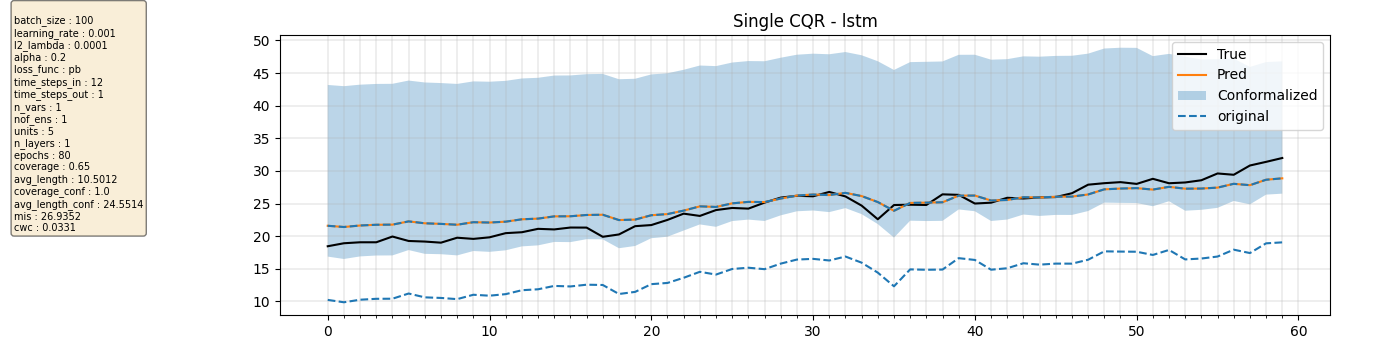 batch_size : 100
learning_rate : 0.001
l2_lambda : 0.0001
alpha : 0.2
loss_func : pb
time_steps_in : 12
time_steps_out : 1
n_vars : 1
nof_ens : 1
units : 5
n_layers : 1
epochs : 80
coverage : 0.65
avg_length : 10.5012
coverage_conf : 1.0
avg_length_conf : 24.5514
mis : 26.9352
cwc : 0.0331
Single CQR - lstm
50
45
40
35
30
25
20
15
10
0 10 20 30 40 50 60
True
Pred
Conformalized
original